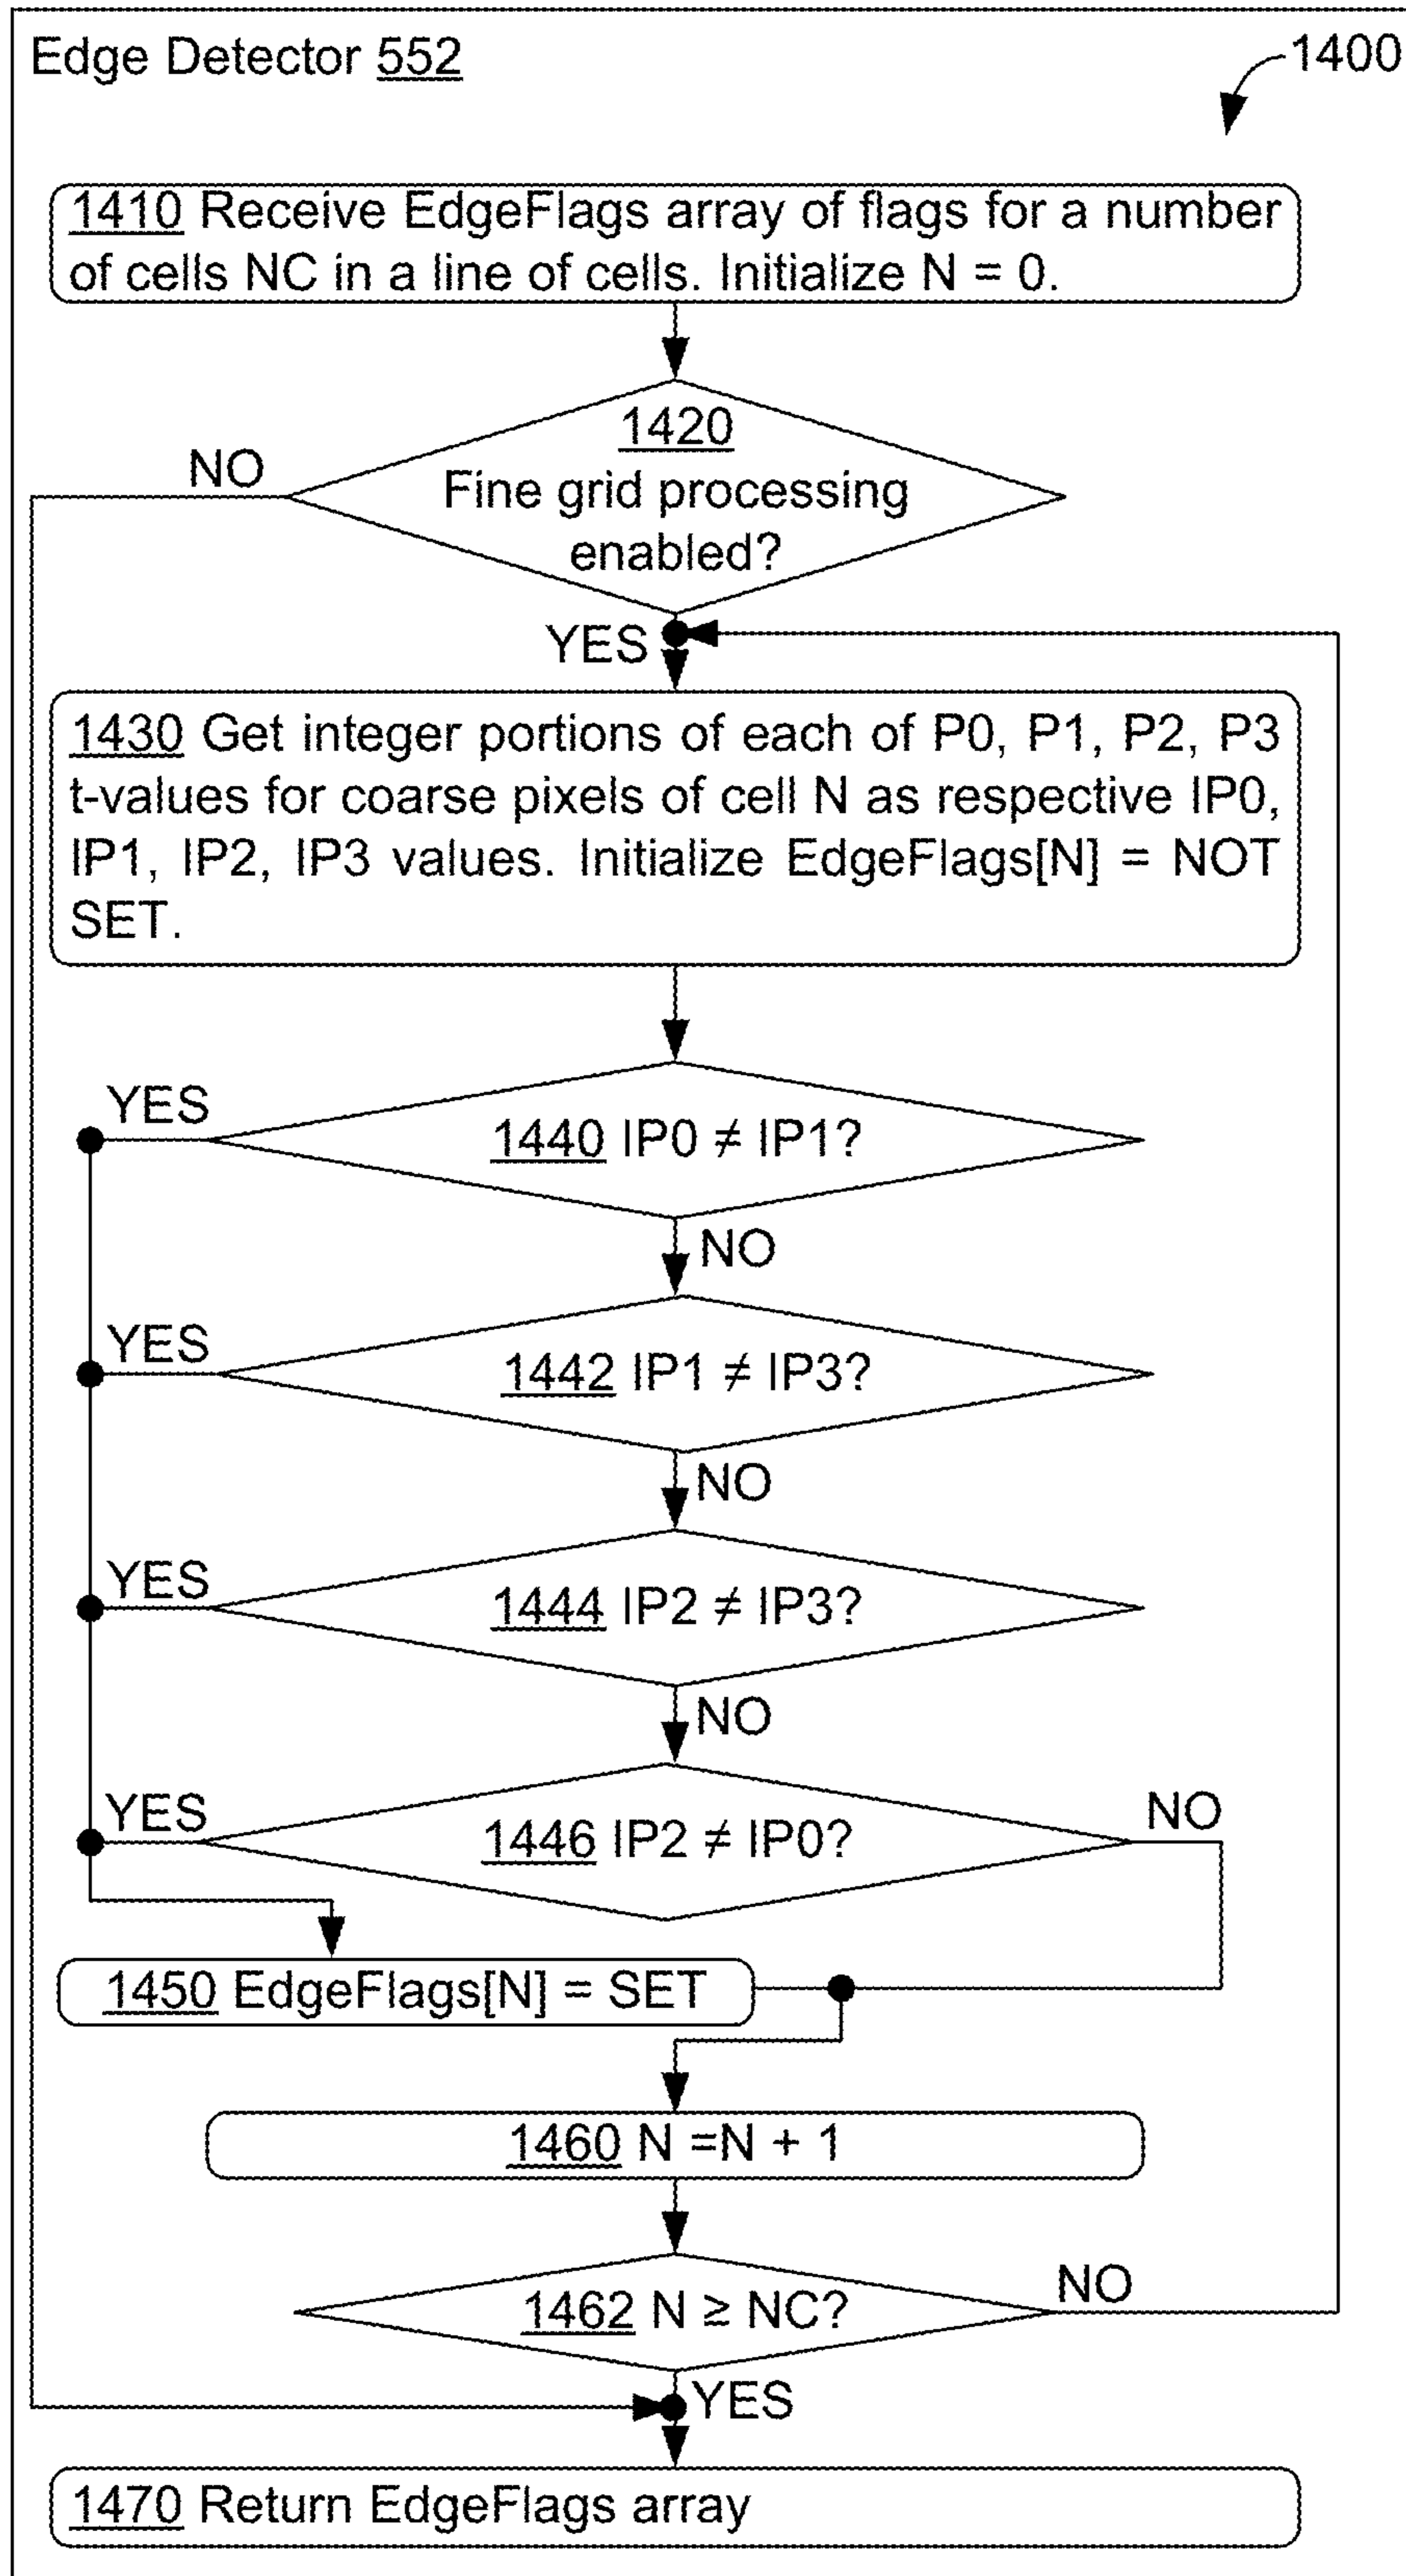 Edge Detector 552
1400
1410 Receive EdgeFlags array of flags for a number
of cells NC in a line of cells. Initialize N = 0.
1420
NO
Fine grid processing
enabled?
YES
1430 Get integer portions of each of P0, P1, P2, P3
t-values for coarse pixels of cell N as respective IP0,
IP1, IP2, IP3 values. Initialize EdgeFlags[N] = NOT
SET.
YES
1440 IP0 ≠ IP1?
NO
YES
1442 IP1 ≠ IP3?
NO
YES
1444 IP2 ≠ IP3?
NO
YES
NO
1446 IP2 ≠ IP0?
1450 EdgeFlags[N] = SET
1460 N =N + 1
NO
1462 N ≥ NC?
YES
1470 Return EdgeFlags array